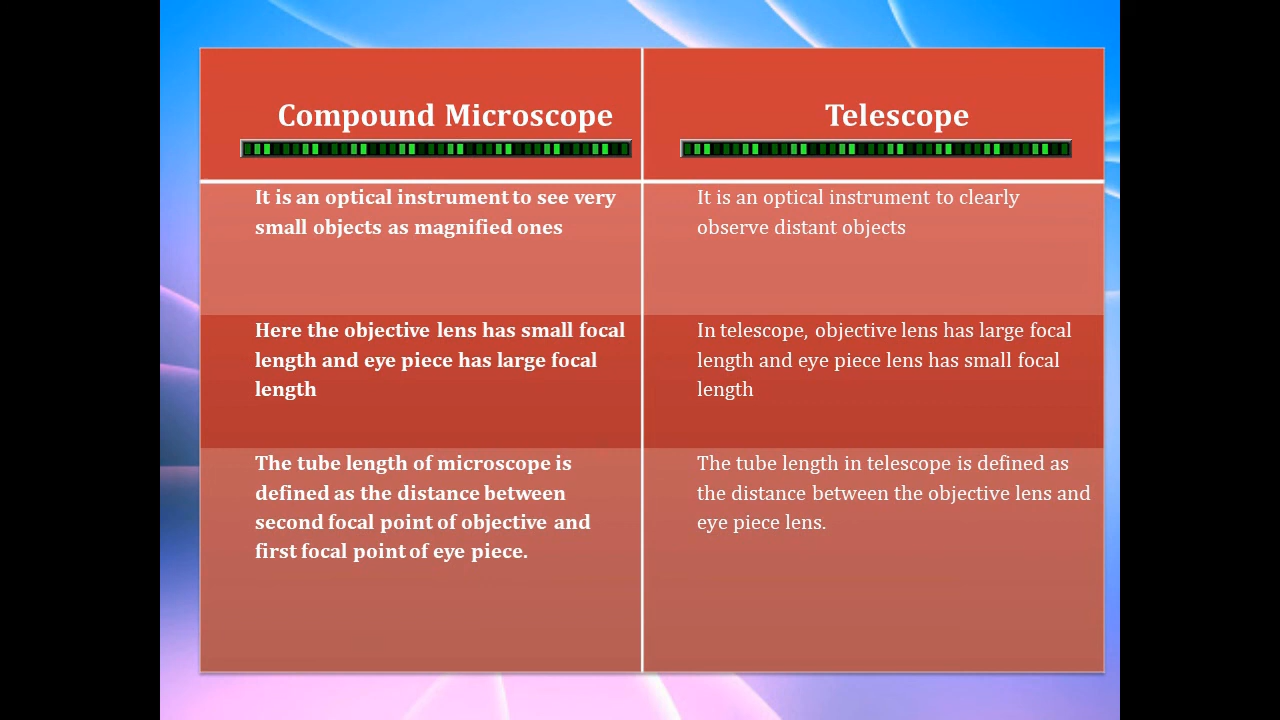 Compound Microscope
Telescope
It is an optical instrument to see very
small objects as magnified ones
It is an optical instrument to clearly
observe distant objects
Here the objective lens has small focal
length and eye piece has large focal
length
In telescope, objective lens has large focal
length and eye piece lens has small focal
length
The tube length of microscope is
defined as the distance between
second focal point of objective and
first focal point of eye piece.
The tube length in telescope is defined as
the distance between the objective lens and
eye piece lens.